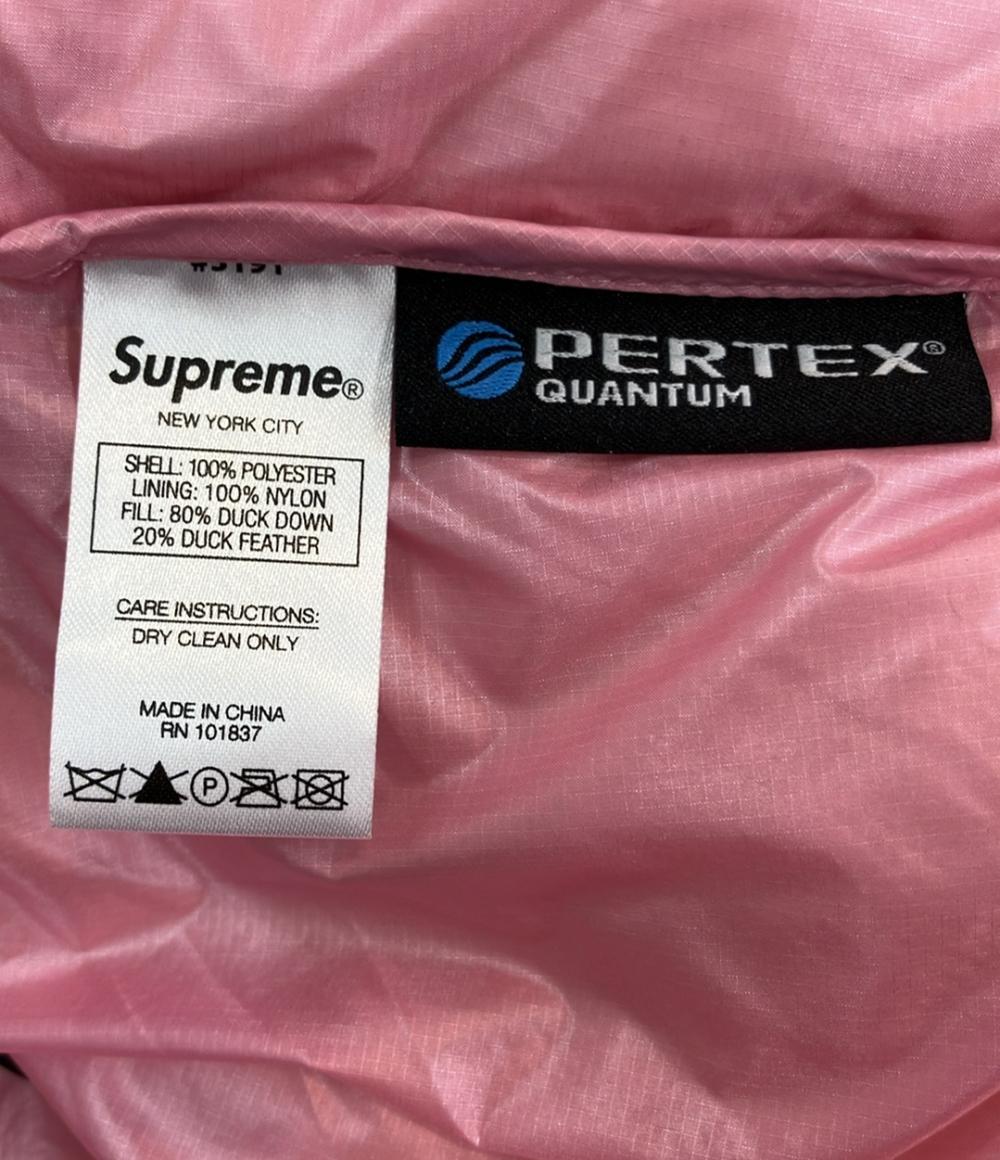 Supreme®
NEW YORK CITY
SHELL: 100% POLYESTER
LINING: 100% NYLON
FILL: 80% DUCK DOWN
20% DUCK FEATHER
CARE INSTRUCTIONS:
DRY CLEAN ONLY
MADE IN CHINA
RN 101837
P
PERTEX®
QUANTUM